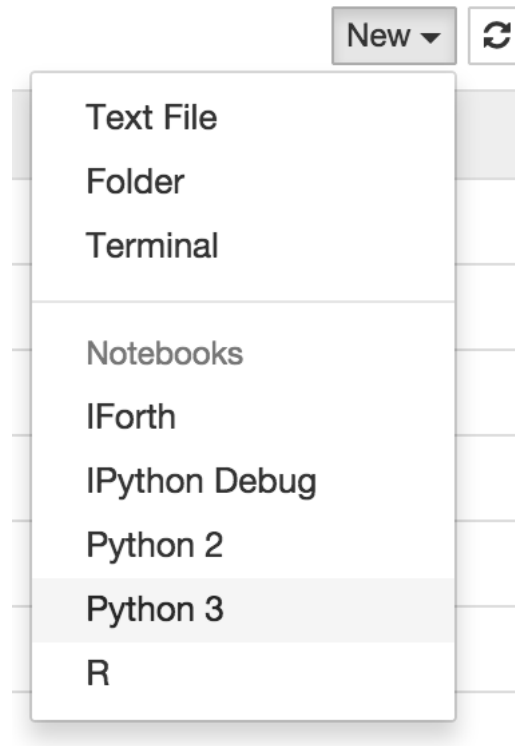 New
Text File
Folder
Terminal
Notebooks
IForth
IPython Debug
Python 2
Python 3
R